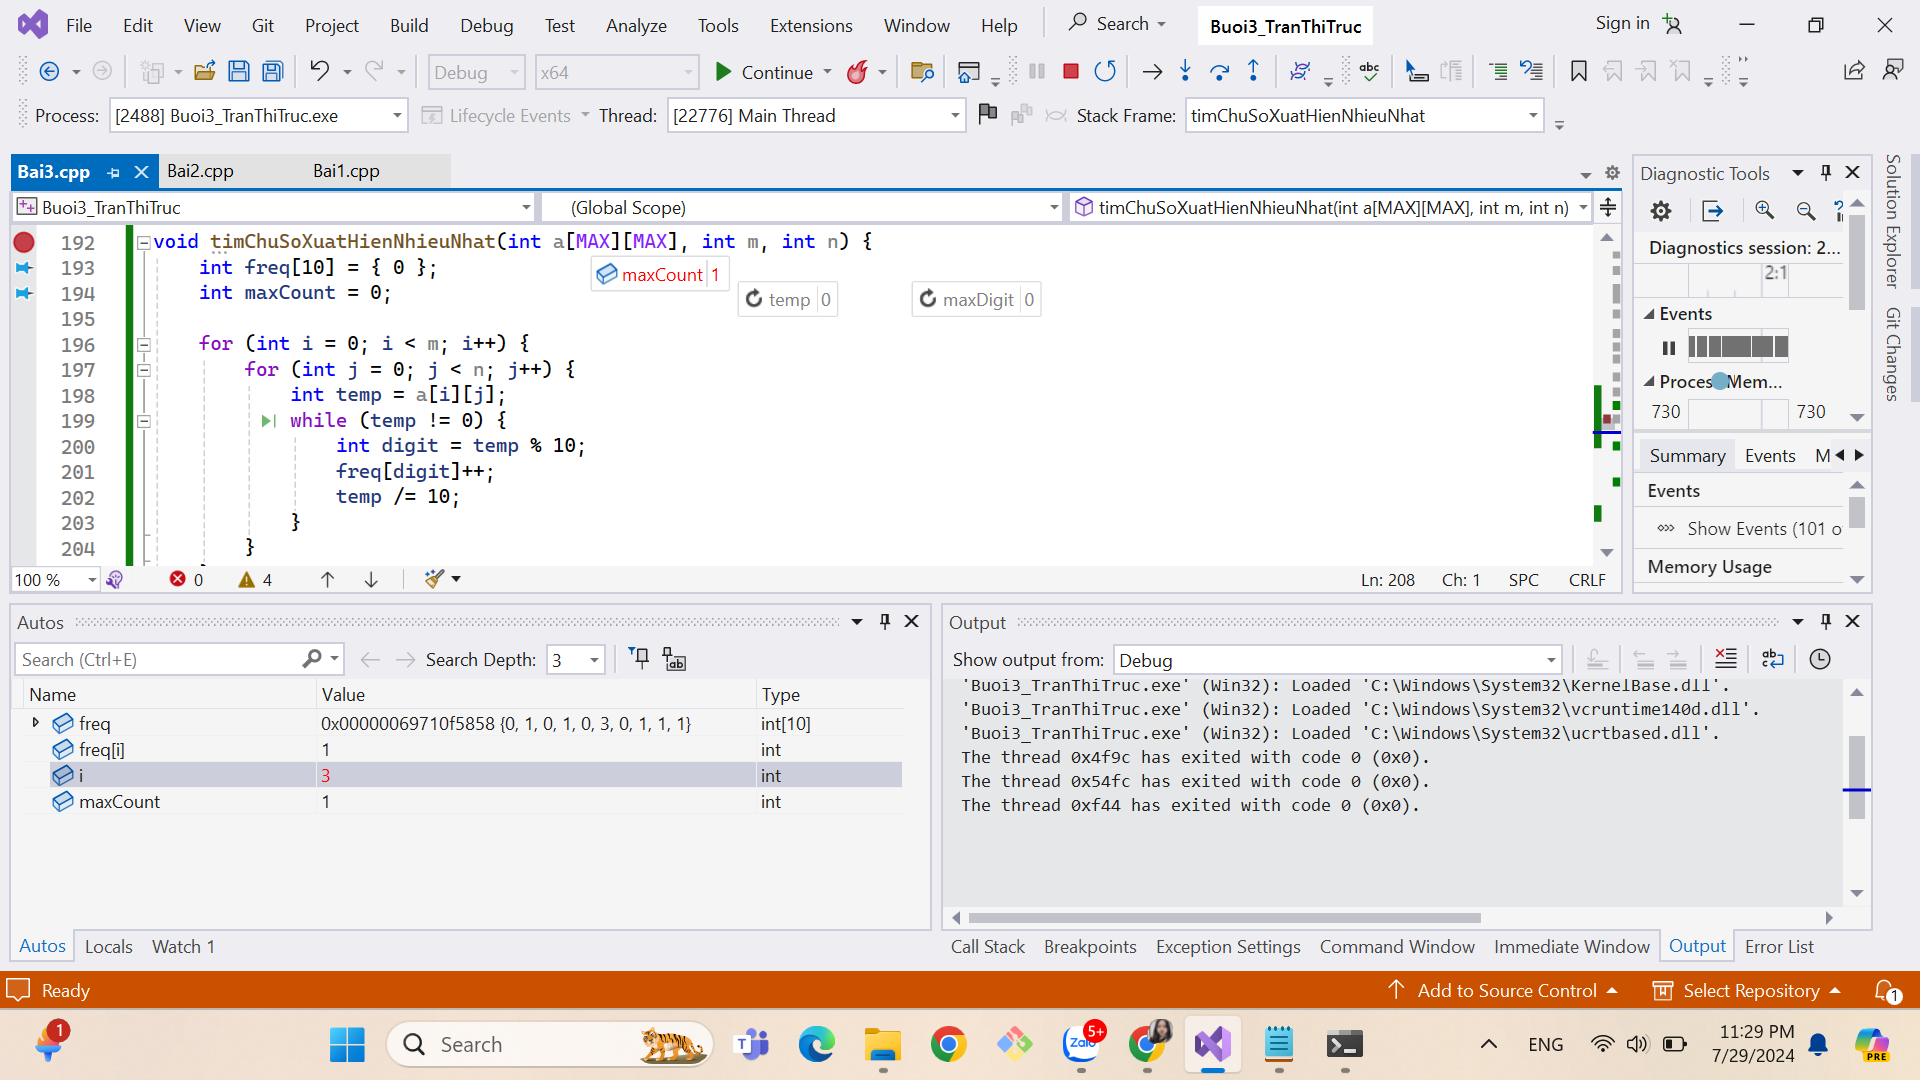 File Edit View Git Project Build Debug Test Analyze Tools Extensions Window Help Search Buoi3_TranThiTruc Sign in
Debug x64 Continue
Process: [2488] Buoi3_TranThiTruc.exe Lifecycle Events Thread: [22776] Main Thread Stack Frame: timChuSoXuatHienNhieuNhat
Bai3.cpp Bai2.cpp Bai1.cpp
Buoi3_TranThiTruc (Global Scope) timChuSoXuatHienNhieuNhat(int a[MAX][MAX], int m, int n)
192 void timChuSoXuatHienNhieuNhat(int a[MAX][MAX], int m, int n) {
193 int freq[10] = { 0 };
maxCount 1
194 int maxCount = 0;
temp 0 maxDigit 0
195
196 for (int i = 0; i < m; i++) {
197 for (int j = 0; j < n; j++) {
198 int temp = a[i][j];
199 while (temp != 0) {
200 int digit = temp % 10;
201 freq[digit]++;
202 temp /= 10;
203 }
204 }
100 % 0 4 Ln: 208 Ch: 1 SPC CRLF
Diagnostic Tools
Diagnostics session: 2...
2:1
Events
Proces Mem...
730 730
Summary Events M
Events
Show Events (101 o
Memory Usage
Solution Explorer
Git Changes
Autos
Search (Ctrl+E) Search Depth: 3
Name Value Type
freq 0x00000069710f5858 {0, 1, 0, 1, 0, 3, 0, 1, 1, 1} int[10]
freq[i] 1 int
i 3 int
maxCount 1 int
Autos Locals Watch 1
Output
Show output from: Debug
'Buoi3_TranThiTruc.exe' (Win32): Loaded 'C:\Windows\System32\KernelBase.dll'.
'Buoi3_TranThiTruc.exe' (Win32): Loaded 'C:\Windows\System32\vcruntime140d.dll'.
'Buoi3_TranThiTruc.exe' (Win32): Loaded 'C:\Windows\System32\ucrtbased.dll'.
The thread 0x4f9c has exited with code 0 (0x0).
The thread 0x54fc has exited with code 0 (0x0).
The thread 0xf44 has exited with code 0 (0x0).
Call Stack Breakpoints Exception Settings Command Window Immediate Window Output Error List
Ready Add to Source Control Select Repository 1
1 Search Zalo 5+ ENG 11:29 PM
7/29/2024
PRE